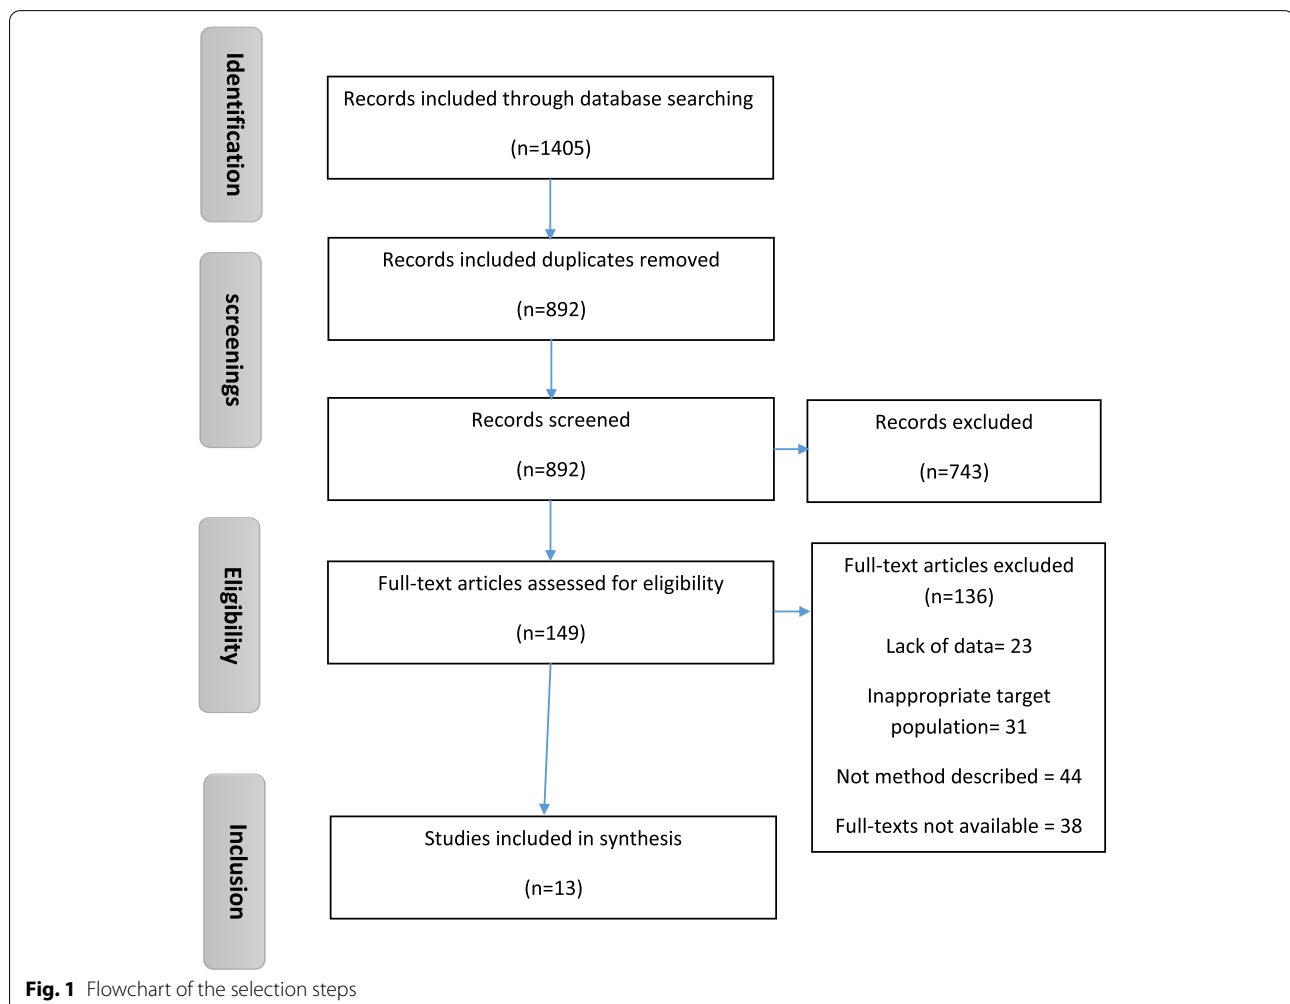 Identification
Records included through database searching
(n=1405)
screenings
Records included duplicates removed
(n=892)
Records screened
(n=892)
Records excluded
(n=743)
Eligibility
Full-text articles assessed for eligibility
(n=149)
Full-text articles excluded
(n=136)
Lack of data= 23
Inappropriate target
population= 31
Not method described = 44
Full-texts not available = 38
Inclusion
Studies included in synthesis
(n=13)
Fig. 1 Flowchart of the selection steps